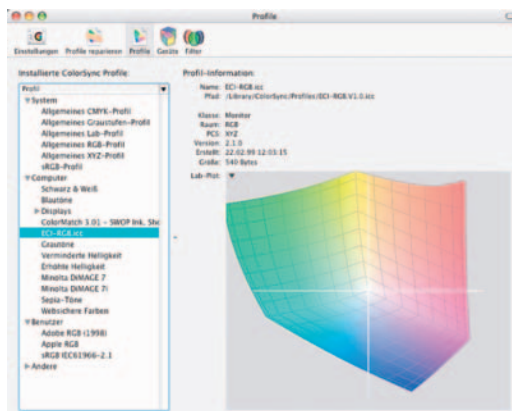 Profile
Einstellungen Profile reparieren Profile Geräte Filter
Installierte ColorSync Profile:
Profil
System
Allgemeines CMYK-Profil
Allgemeines Graustufen-Profil
Allgemeines Lab-Profil
Allgemeines RGB-Profil
Allgemeines XYZ-Profil
sRGB-Profil
Computer
Schwarz & Weiß
Blautöne
Displays
ColorMatch 3.01 - SWOP Ink, She
ECI-RGB.icc
Grautöne
Verminderte Helligkeit
Erhöhte Helligkeit
Minolta DiMAGE 7
Minolta DiMAGE 7i
Sepia-Töne
Websichere Farben
Benutzer
Adobe RGB (1998)
Apple RGB
sRGB IEC61966-2.1
Andere
Profil-Information:
Name: ECI-RGB.icc
Pfad: /Library/ColorSync/Profiles/ECI-RGB.V1.0.icc
Klasse: Monitor
Raum: RGB
PCS: XYZ
Version: 2.1.0
Erstellt: 22.02.99 12:03:15
Größe: 540 Bytes
Lab-Plot: